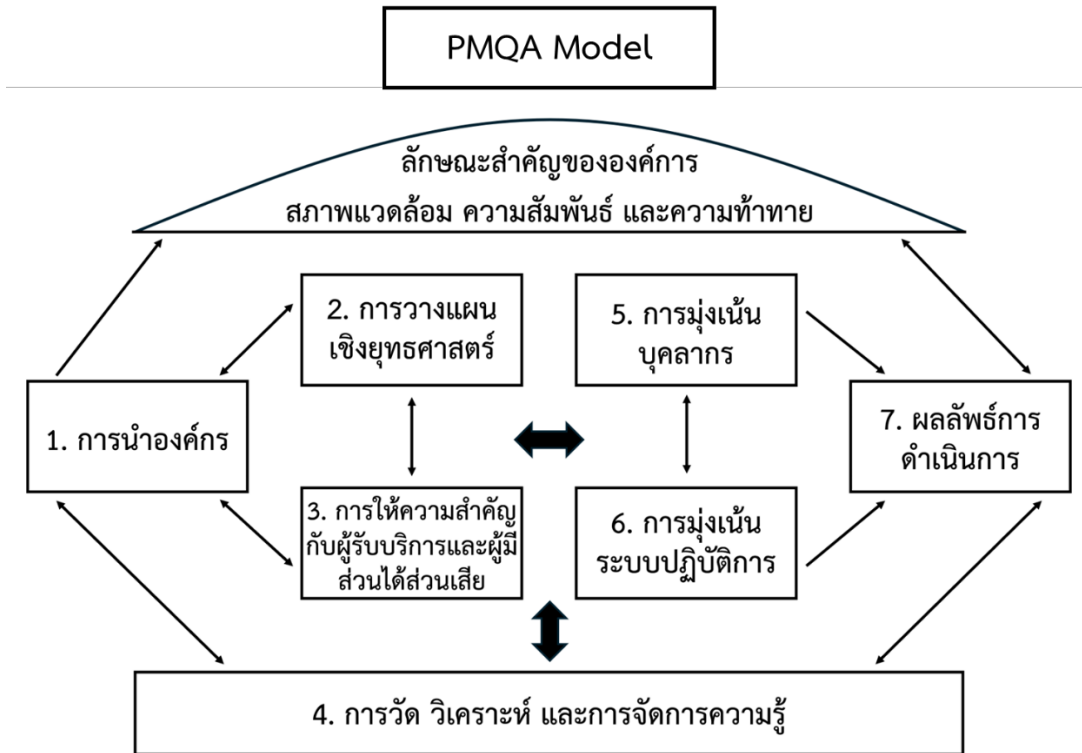 PMQA Model
ลักษณะสำคัญขององค์การ
สภาพแวดล้อม ความสัมพันธ์ และความท้าทาย
2. การวางแผน
เชิงยุทธศาสตร์
5. การมุ่งเน้น
บุคลากร
1. การนำองค์กร
7. ผลลัพธ์การ
ดำเนินการ
3. การให้ความสำคัญ
กับผู้รับบริการและผู้มี
ส่วนได้ส่วนเสีย
6. การมุ่งเน้น
ระบบปฏิบัติการ
4. การวัด วิเคราะห์ และการจัดการความรู้